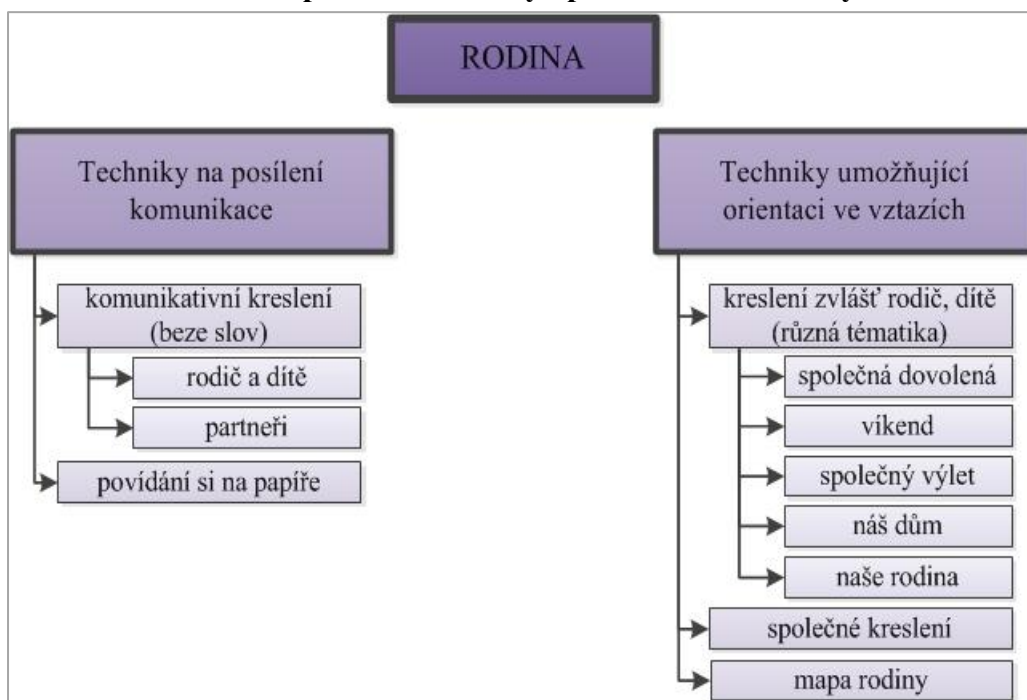 RODINA
Techniky na posílení
komunikace
komunikativní kreslení
(beze slov)
rodič a dítě
partneři
povídání si na papíře
Techniky umožňující
orientaci ve vztazích
kreslení zvlášť rodič, dítě
(různá tématika)
společná dovolená
víkend
společný výlet
náš dům
naše rodina
společné kreslení
mapa rodiny